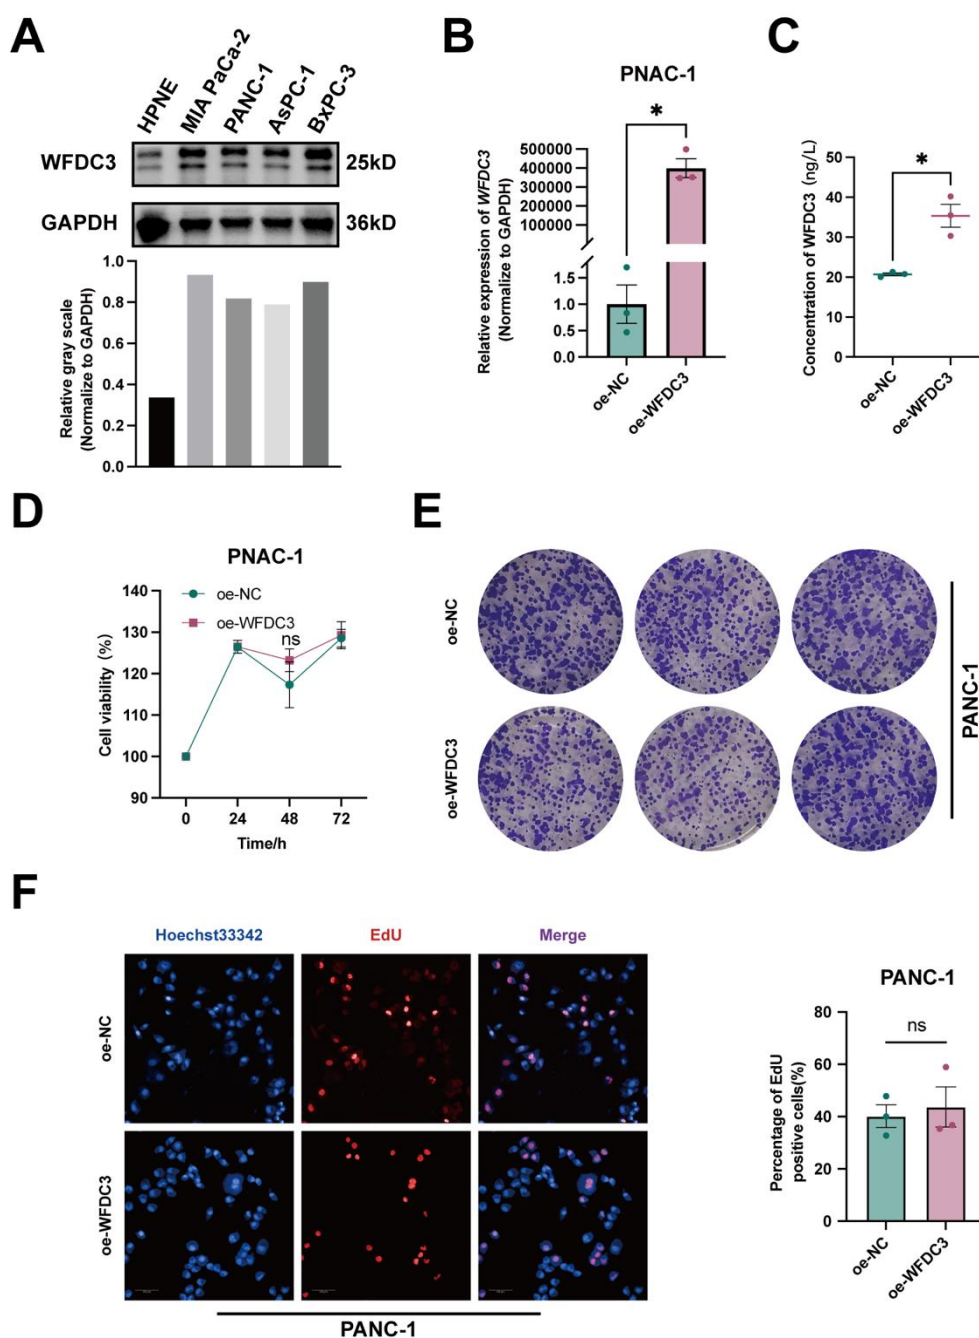 A
HPNE
MIA PaCa-2
PANC-1
AsPC-1
BxPC-3
WFDC3
25kD
GAPDH
36kD
Relative gray scale
(Normalize to GAPDH)
1.0
0.8
0.6
0.4
0.2
0.0
B
PNAC-1
*
Relative expression of WFDC3
(Normalize to GAPDH)
500000
400000
300000
200000
100000
1.5
1.0
0.5
0.0
oe-NC
oe-WFDC3
C
*
Concentration of WFDC3 (ng/L)
50
40
30
20
10
0
oe-NC
oe-WFDC3
D
PNAC-1
oe-NC
oe-WFDC3
ns
Cell viability (%)
140
130
120
110
100
90
0
24
48
72
Time/h
E
oe-NC
oe-WFDC3
PANC-1
F
Hoechst33342
EdU
Merge
oe-NC
oe-WFDC3
PANC-1
PANC-1
ns
Percentage of EdU
positive cells(%)
80
60
40
20
0
oe-NC
oe-WFDC3